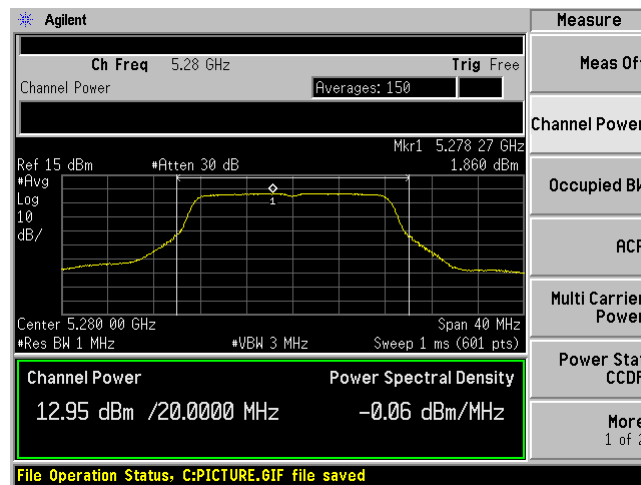 Agilent
Measure
Ch Freq 5.28 GHz Trig Free
Channel Power Averages: 150
Mkr1 5.278 27 GHz
Ref 15 dBm #Atten 30 dB 1.860 dBm
#Avg
Log
10
dB/
1
Center 5.280 00 GHz Span 40 MHz
#Res BW 1 MHz #VBW 3 MHz Sweep 1 ms (601 pts)
Channel Power Power Spectral Density
12.95 dBm /20.0000 MHz -0.06 dBm/MHz
File Operation Status, C:PICTURE.GIF file saved
Meas Of
Channel Power
Occupied BW
ACP
Multi Carrier
Power
Power Sta
CCDF
More
1 of 2